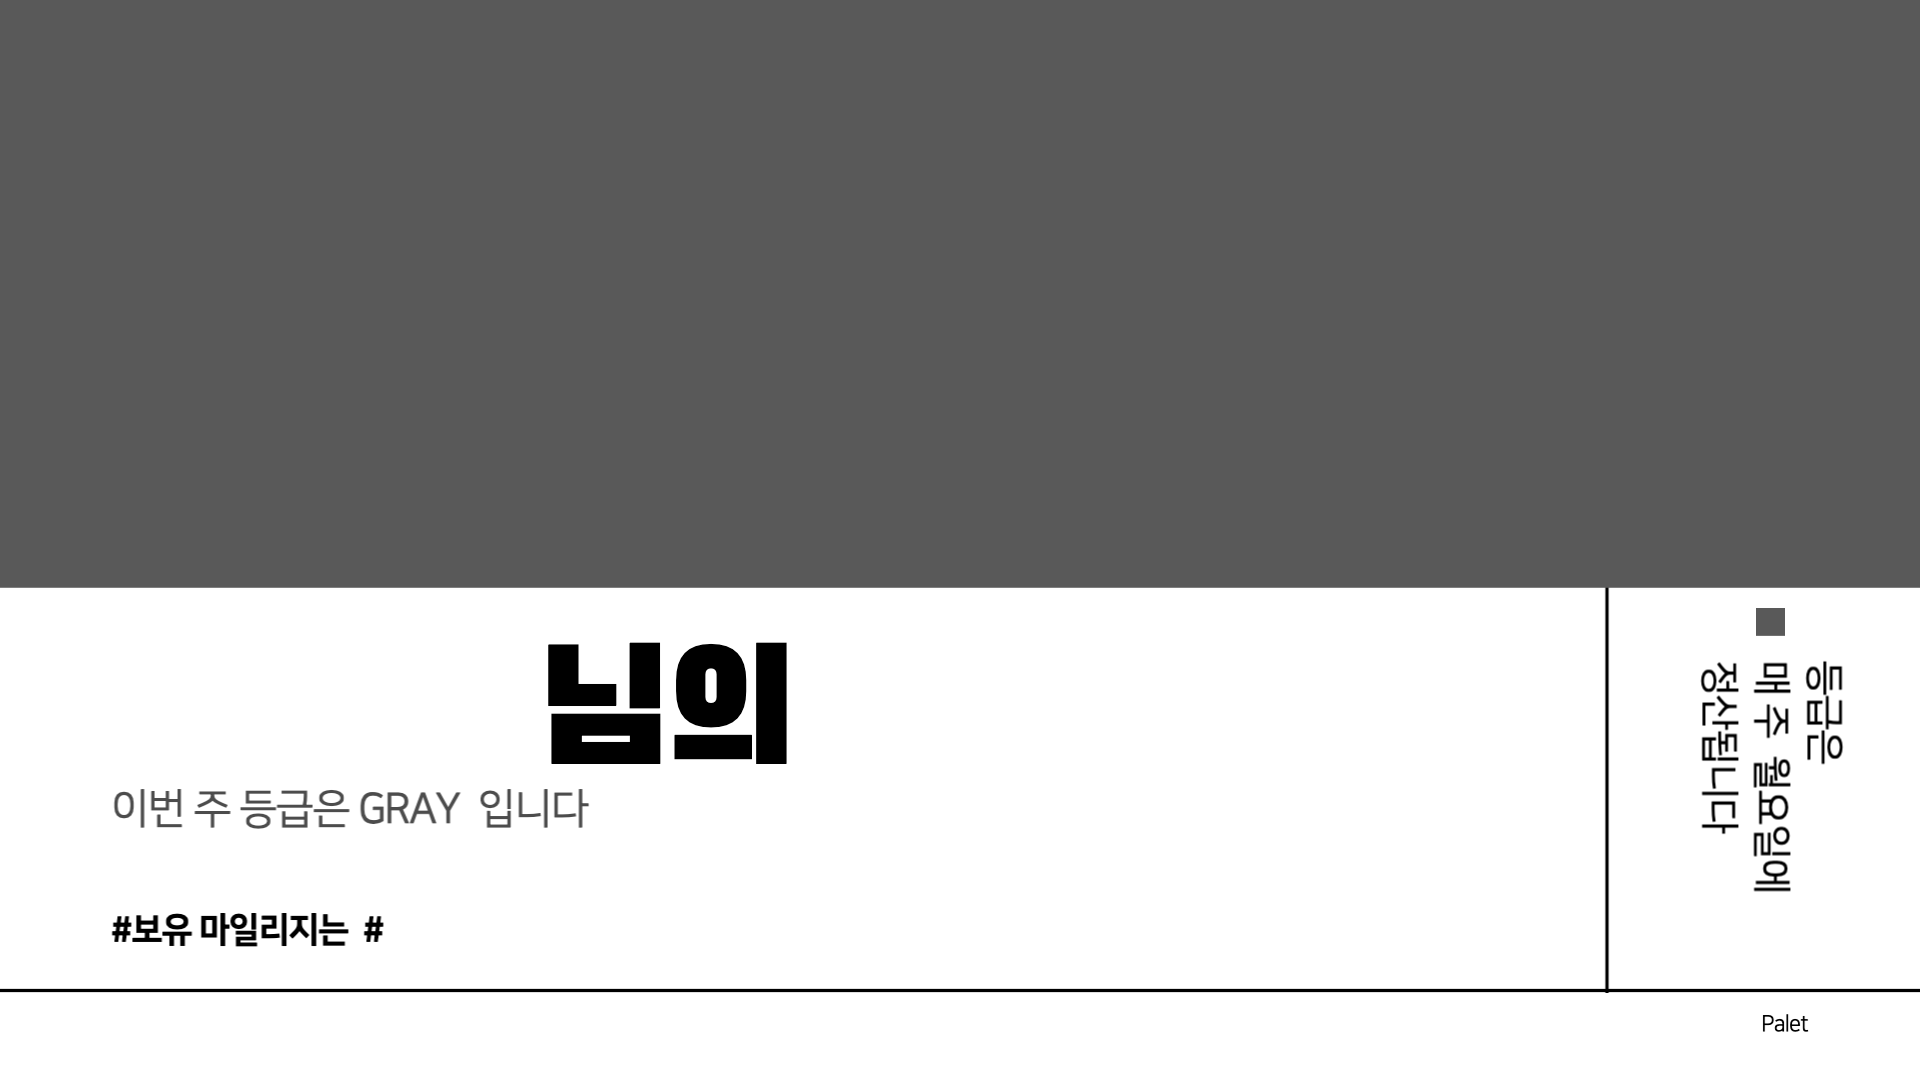 님의
이번 주 등급은 GRAY 입니다
#보유 마일리지는 #
등급은
매 주 월요일에
정산됩니다
Palet